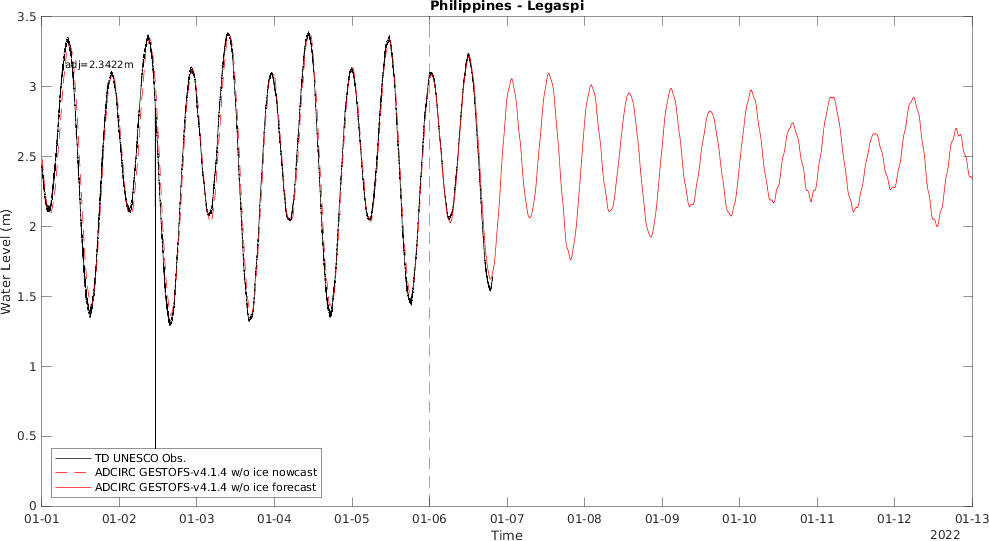 Philippines - Legaspi
3.5
3
2.5
2
1.5
1
0.5
0
Water Level (m)
adj=2.3422m
TD UNESCO Obs.
ADCIRC GESTOFS-v4.1.4 w/o ice nowcast
ADCIRC GESTOFS-v4.1.4 w/o ice forecast
01-01 01-02 01-03 01-04 01-05 01-06 01-07 01-08 01-09 01-10 01-11 01-12 01-13
Time
2022